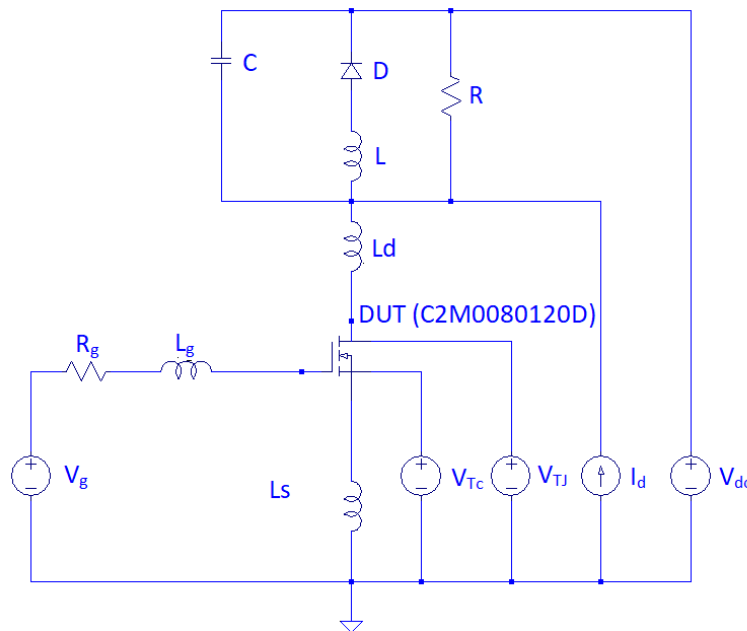 C
D
R
L
Ld
DUT (C2M0080120D)
Rg
Lg
Vg
Ls
VTc
VTJ
Id
Vdc